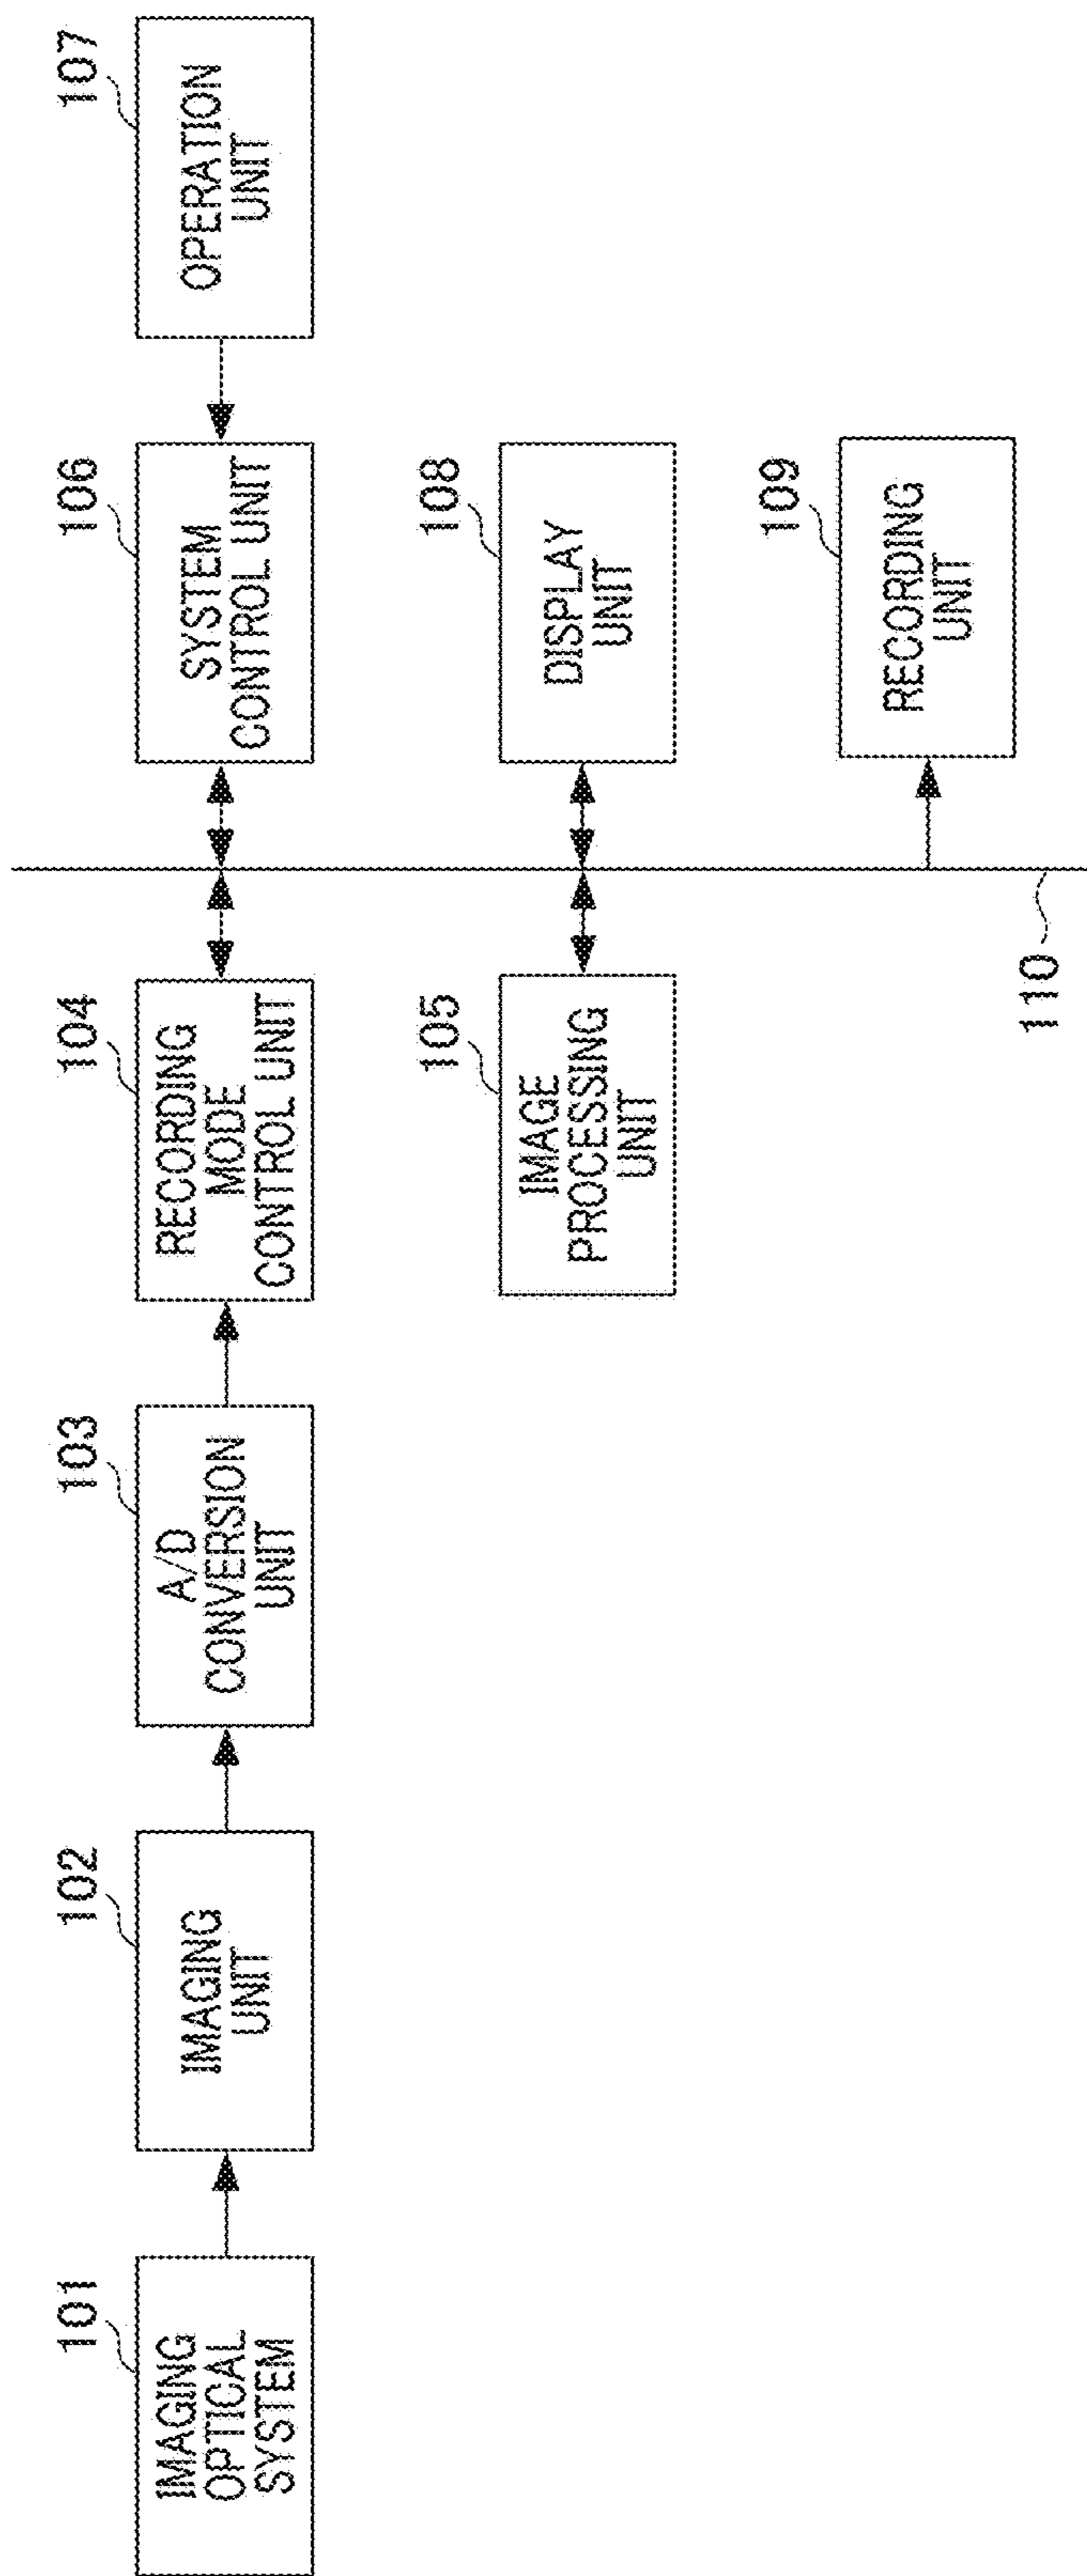 101
IMAGING
OPTICAL
SYSTEM
102
IMAGING
UNIT
103
A/D
CONVERSION
UNIT
104
RECORDING
MODE
CONTROL UNIT
106
SYSTEM
CONTROL UNIT
107
OPERATION
UNIT
105
IMAGE
PROCESSING
UNIT
108
DISPLAY
UNIT
109
RECORDING
UNIT
110